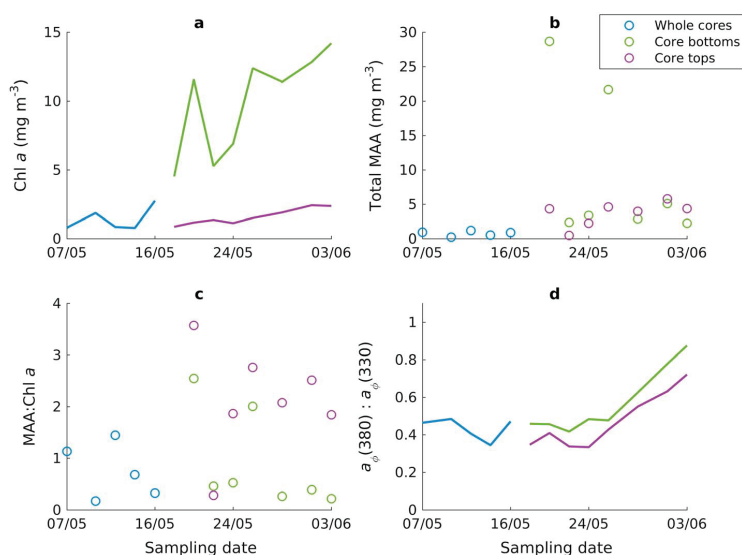 a
Chl a (mg m-3)
15
10
5
0
07/05
16/05
24/05
03/06
b
Whole cores
Core bottoms
Core tops
Total MAA (mg m-3)
30
25
20
15
10
5
0
07/05
16/05
24/05
03/06
c
MAA:Chl a
4
3
2
1
0
07/05
16/05
24/05
03/06
Sampling date
d
aϕ(380) : aϕ(330)
1
0.8
0.6
0.4
0.2
0
07/05
16/05
24/05
03/06
Sampling date